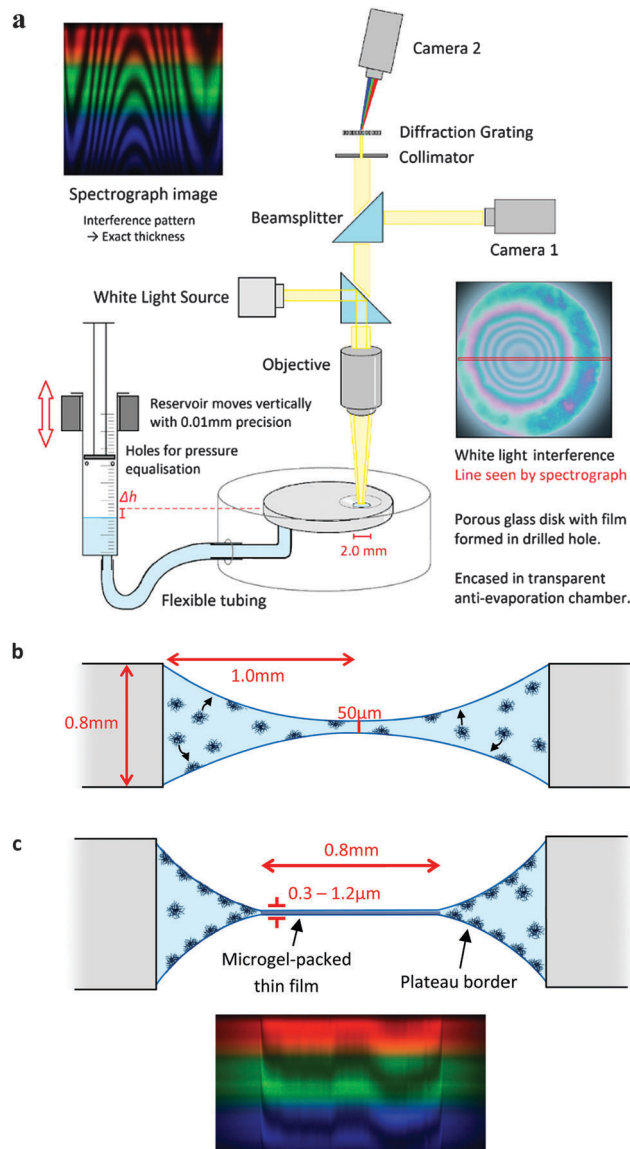 a
Camera 2
Diffraction Grating
Collimator
Spectrograph image
Interference pattern
→ Exact thickness
Beamsplitter
Camera 1
White Light Source
Objective
Reservoir moves vertically
with 0.01mm precision
Holes for pressure
equalisation
Δh
2.0 mm
Flexible tubing
White light interference
Line seen by spectrograph
Porous glass disk with film
formed in drilled hole.
Encased in transparent
anti-evaporation chamber.
b
1.0mm
0.8mm
50μm
c
0.8mm
0.3 – 1.2μm
Microgel-packed
thin film
Plateau border